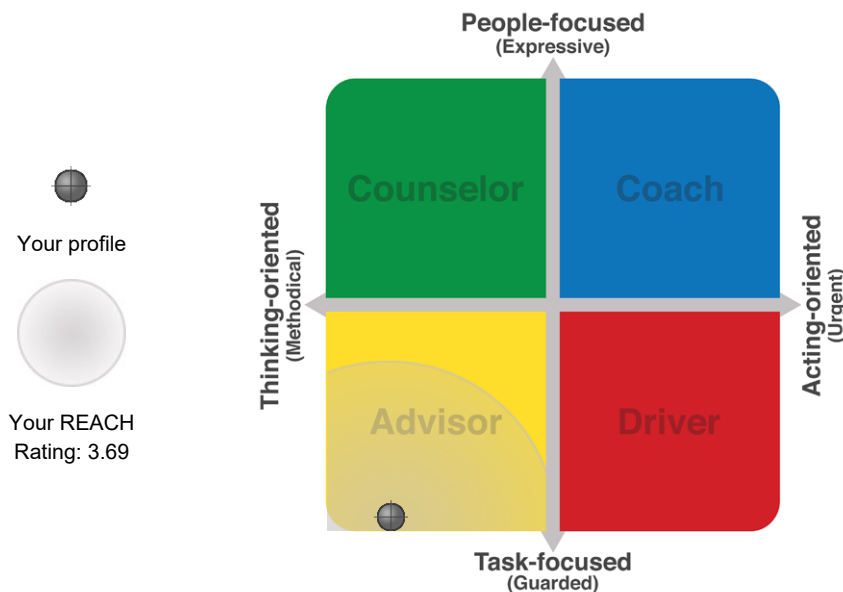 People-focused
(Expressive)
Counselor
Coach
Your profile
Thinking-oriented
(Methodical)
Acting-oriented
(Urgent)
Your REACH
Rating: 3.69
Advisor
Driver
Task-focused
(Guarded)